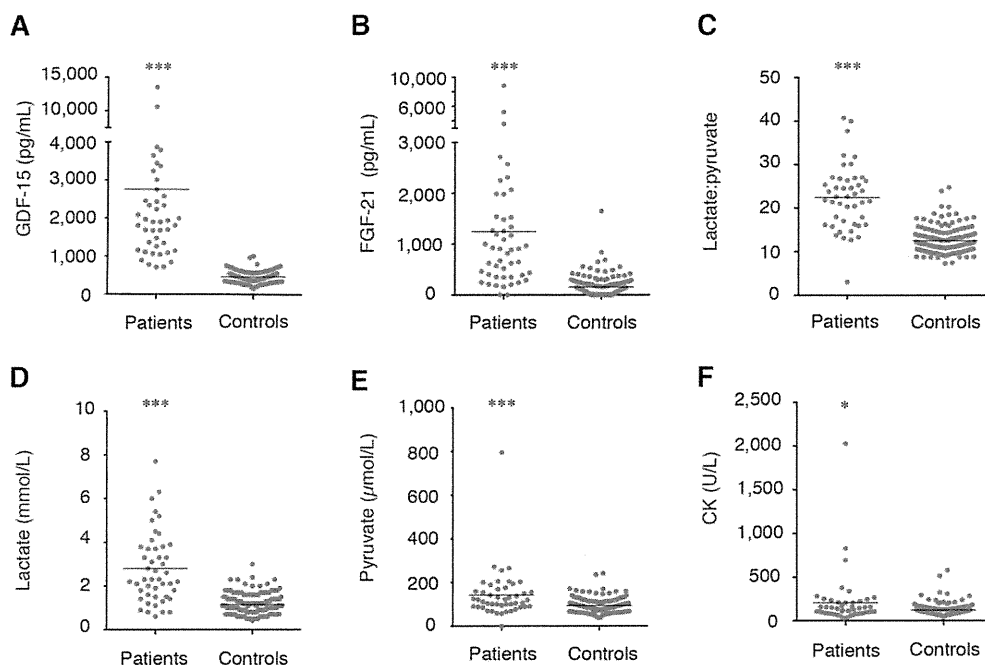 A
GDF-15 (pg/mL)
***
15,000
10,000
4,000
3,000
2,000
1,000
0
Patients
Controls
B
FGF-21 (pg/mL)
***
10,000
6,000
3,000
2,000
1,000
0
Patients
Controls
C
Lactate:pyruvate
***
50
40
30
20
10
0
Patients
Controls
D
Lactate (mmol/L)
***
10
8
6
4
2
0
Patients
Controls
E
Pyruvate (µmol/L)
***
1,000
800
600
400
200
0
Patients
Controls
F
CK (U/L)
*
2,500
2,000
1,500
1,000
500
0
Patients
Controls